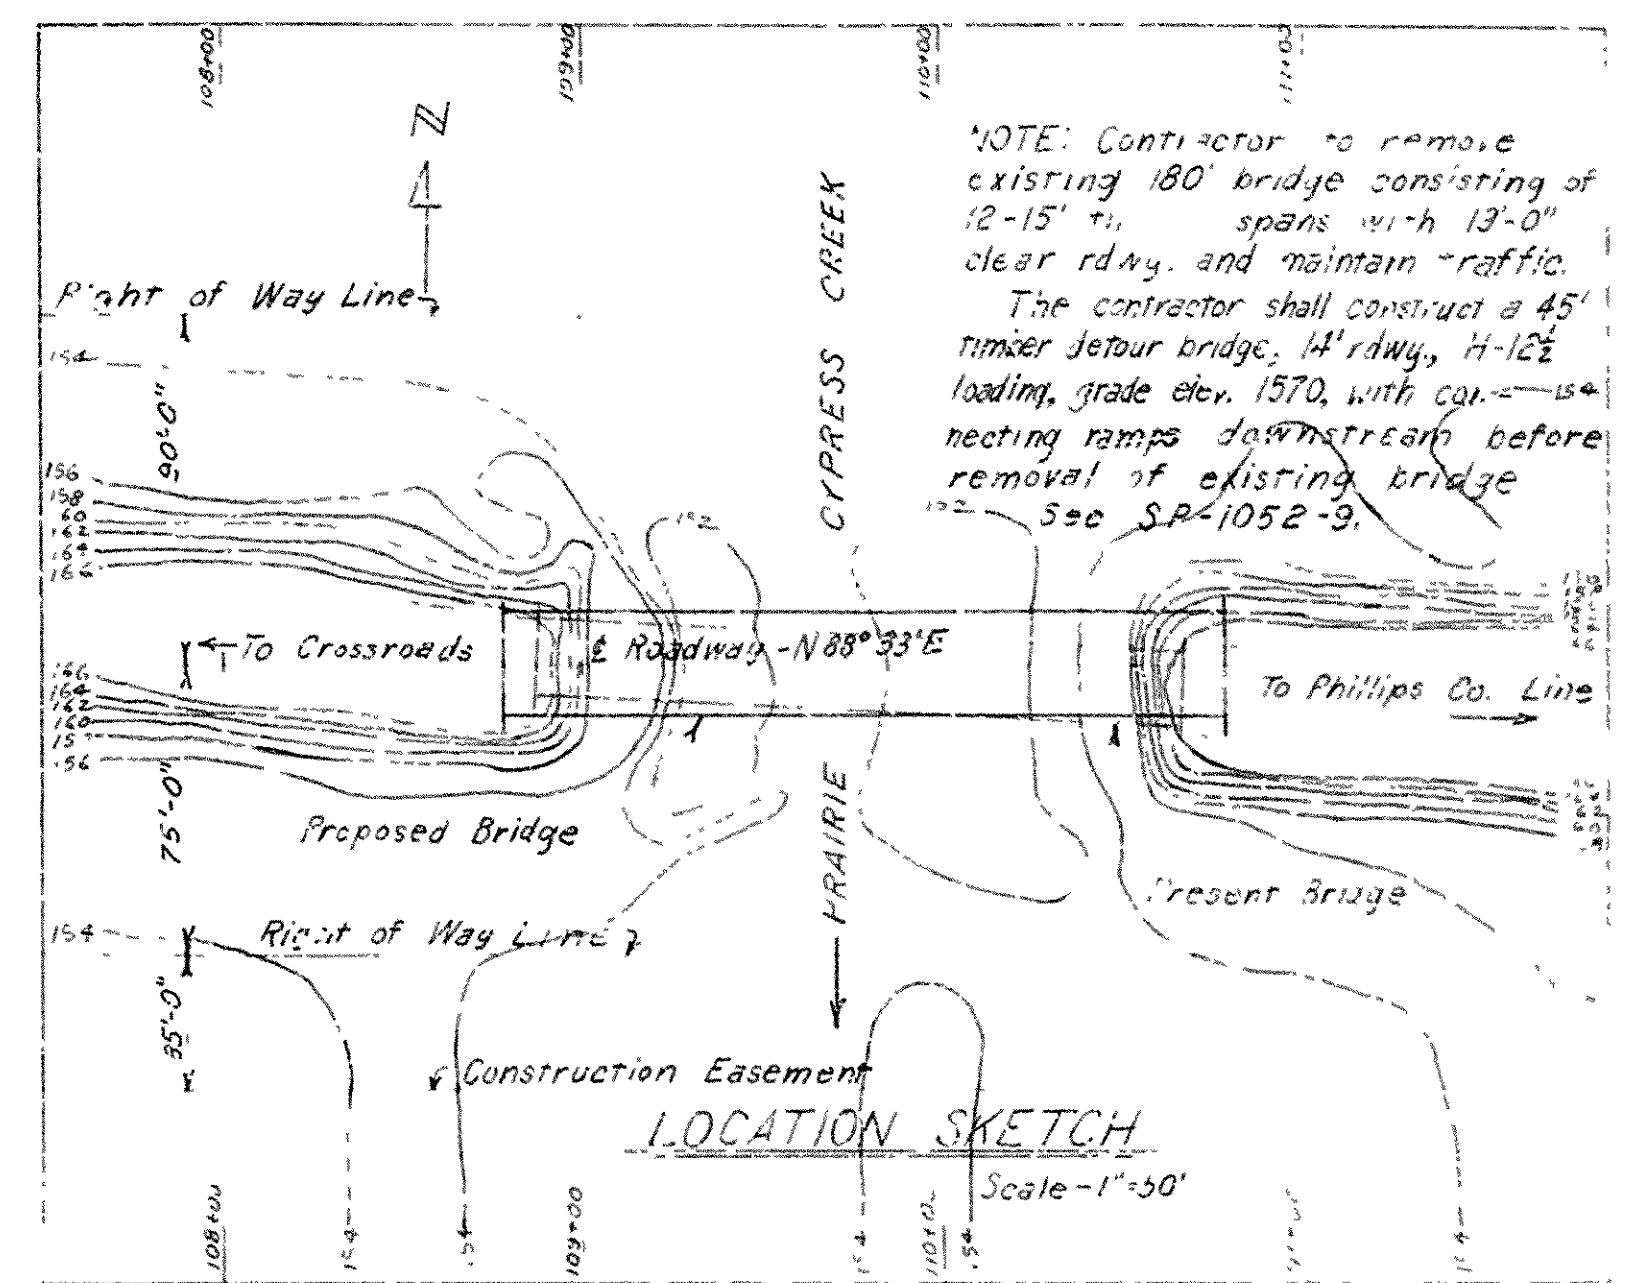 108+00
109+00
110+00
111+00
N
NOTE: Contractor to remove
existing 180' bridge consisting of
12-15' spans with 13'-0"
clear rdwy. and maintain traffic.
The contractor shall construct a 45'
timber detour bridge, 14' rdwy., H-12½
loading, grade elev. 157.0, with con-
necting ramps downstream before
removal of existing bridge
See SP-1052-9.
Right of Way Line
154
154
90'-0"
CYPRESS CREEK
156
158
160
162
164
166
152
152
To Crossroads
₵ Roadway - N 88° 33' E
To Phillips Co. Line
166
164
162
160
158
156
75'-0"
Proposed Bridge
PRAIRIE
Present Bridge
154
Right of Way Line
35'-0"
Construction Easement
LOCATION SKETCH
Scale - 1" = 50'
108+00
154
154
109+00
154
110+00
154
154